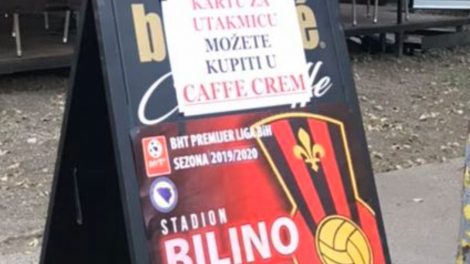 KARTU ZA
UTAKMICU
MOŽETE
KUPITI U
CAFFE CREM
BHT PREMIJER LIGA BiH
SEZONA 2019/2020
STADION
BILINO